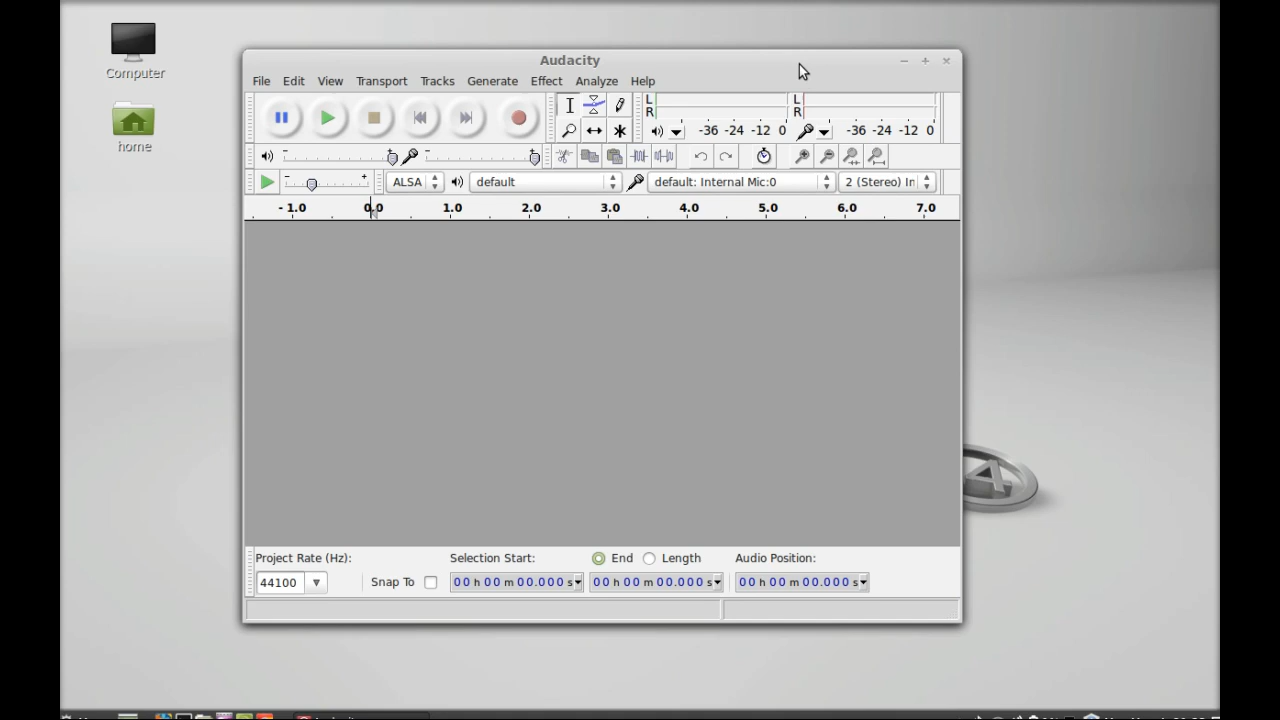 Computer
home
Audacity
File Edit View Transport Tracks Generate Effect Analyze Help
L L
R R
-36 -24 -12 0 -36 -24 -12 0
ALSA default default: Internal Mic:0 2 (Stereo) In
- 1.0 0.0 1.0 2.0 3.0 4.0 5.0 6.0 7.0
Project Rate (Hz): Selection Start: End Length Audio Position:
44100 Snap To 00 h 00 m 00.000 s 00 h 00 m 00.000 s 00 h 00 m 00.000 s